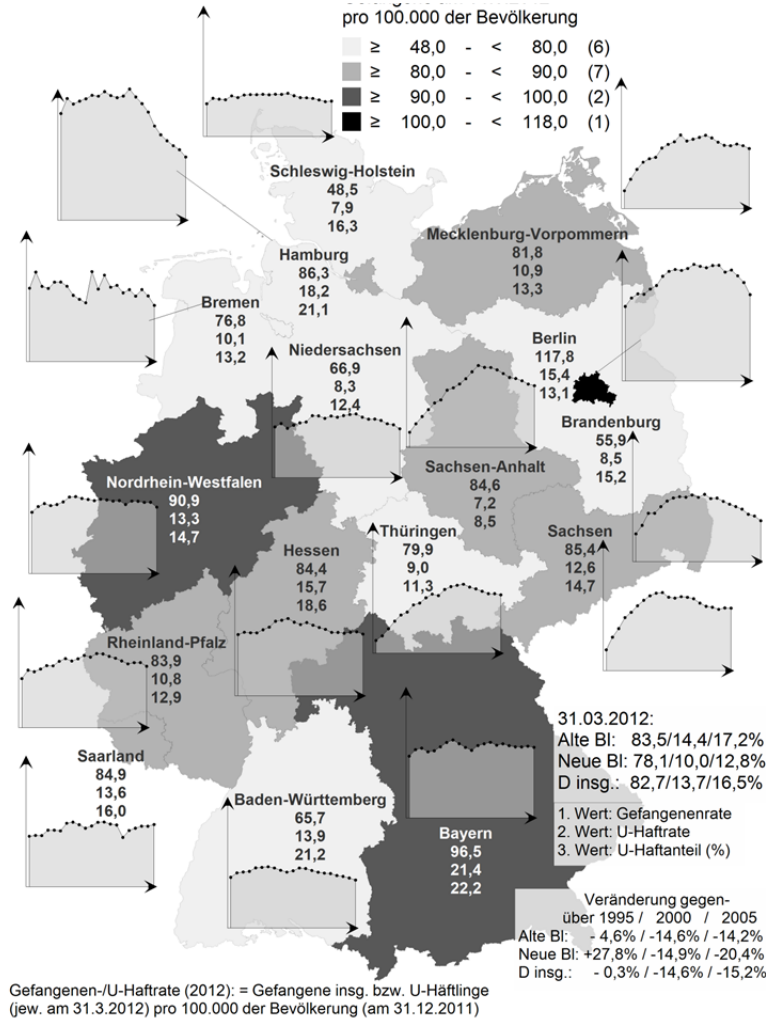 pro 100.000 der Bevölkerung
≥ 48,0 - < 80,0 (6)
≥ 80,0 - < 90,0 (7)
≥ 90,0 - < 100,0 (2)
≥ 100,0 - < 118,0 (1)
Schleswig-Holstein
48,5
7,9
16,3
Mecklenburg-Vorpommern
81,8
10,9
13,3
Hamburg
86,3
18,2
21,1
Bremen
76,8
10,1
13,2
Niedersachsen
66,9
8,3
12,4
Berlin
117,8
15,4
13,1
Brandenburg
55,9
8,5
15,2
Sachsen-Anhalt
84,6
7,2
8,5
Nordrhein-Westfalen
90,9
13,3
14,7
Hessen
84,4
15,7
18,6
Thüringen
79,9
9,0
11,3
Sachsen
85,4
12,6
14,7
Rheinland-Pfalz
83,9
10,8
12,9
Saarland
84,9
13,6
16,0
Baden-Württemberg
65,7
13,9
21,2
Bayern
96,5
21,4
22,2
31.03.2012:
Alte Bl: 83,5/14,4/17,2%
Neue Bl: 78,1/10,0/12,8%
D insg.: 82,7/13,7/16,5%
1. Wert: Gefangenenrate
2. Wert: U-Haftrate
3. Wert: U-Haftanteil (%)
Veränderung gegen-
über 1995 / 2000 / 2005
Alte Bl: - 4,6% / -14,6% / -14,2%
Neue Bl: +27,8% / -14,9% / -20,4%
D insg.: - 0,3% / -14,6% / -15,2%
Gefangenen-/U-Haftrate (2012): = Gefangene insg. bzw. U-Häftlinge
(jew. am 31.3.2012) pro 100.000 der Bevölkerung (am 31.12.2011)